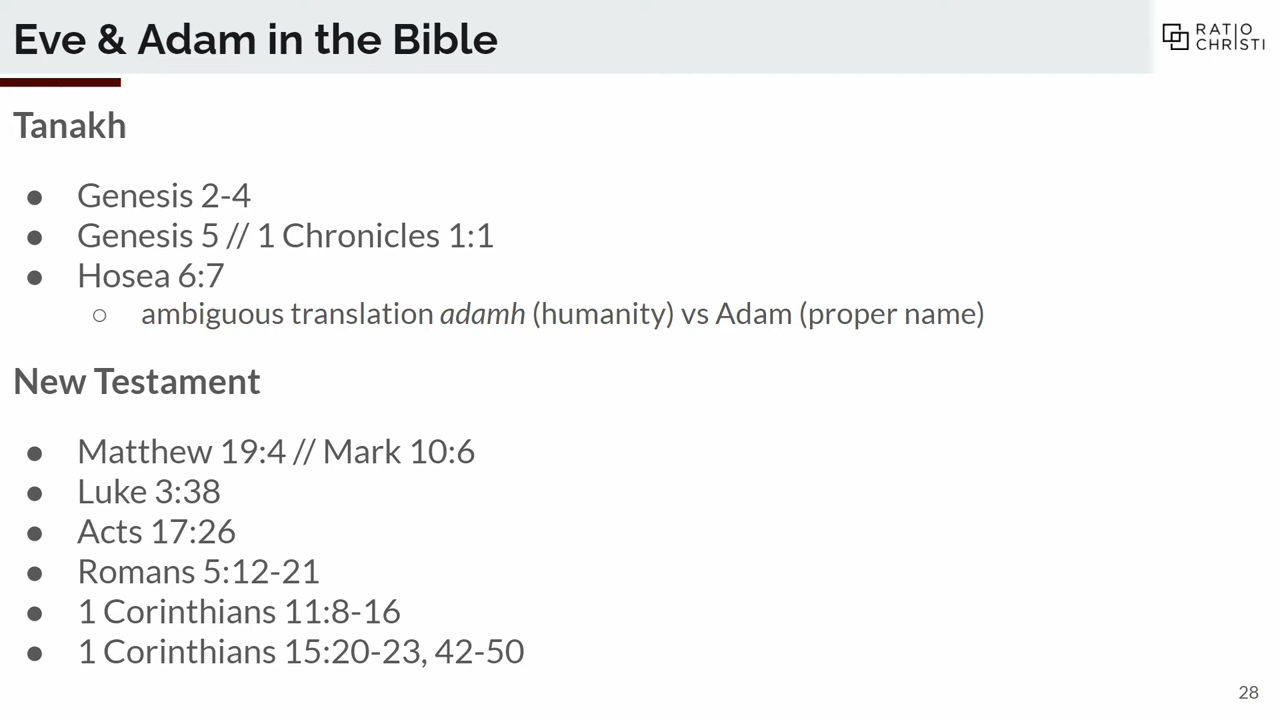 Eve & Adam in the Bible
RATIO
CHRISTI
Tanakh
● Genesis 2-4
● Genesis 5 // 1 Chronicles 1:1
● Hosea 6:7
○ ambiguous translation adamh (humanity) vs Adam (proper name)
New Testament
● Matthew 19:4 // Mark 10:6
● Luke 3:38
● Acts 17:26
● Romans 5:12-21
● 1 Corinthians 11:8-16
● 1 Corinthians 15:20-23, 42-50
28